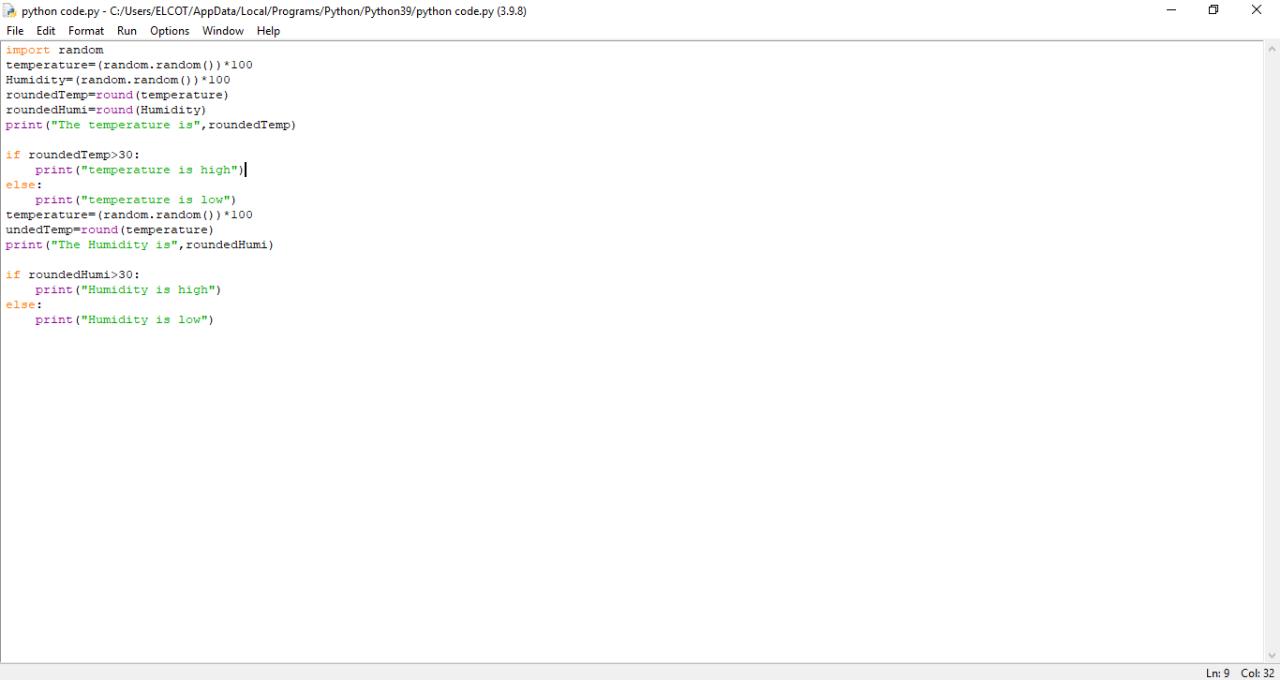 python code.py - C:/Users/ELCOT/AppData/Local/Programs/Python/Python39/python code.py (3.9.8)
File Edit Format Run Options Window Help
import random
temperature=(random.random())*100
Humidity=(random.random())*100
roundedTemp=round(temperature)
roundedHumi=round(Humidity)
print("The temperature is",roundedTemp)
if roundedTemp>30:
    print("temperature is high")
else:
    print("temperature is low")
temperature=(random.random())*100
undedTemp=round(temperature)
print("The Humidity is",roundedHumi)
if roundedHumi>30:
    print("Humidity is high")
else:
    print("Humidity is low")
Ln: 9 Col: 32